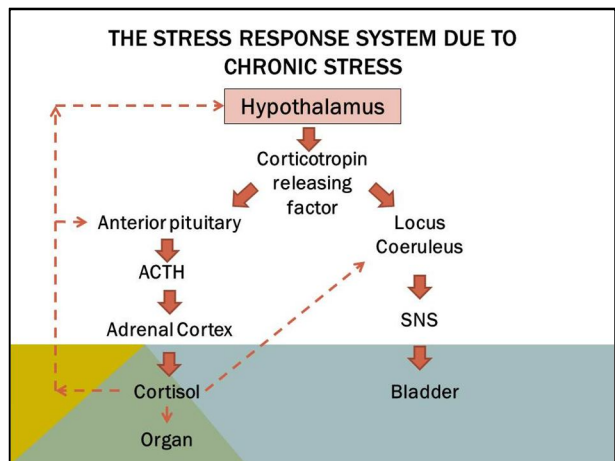 THE STRESS RESPONSE SYSTEM DUE TO
CHRONIC STRESS
Hypothalamus
Corticotropin
releasing
factor
Anterior pituitary
Locus
Coeruleus
ACTH
SNS
Adrenal Cortex
Cortisol
Bladder
Organ